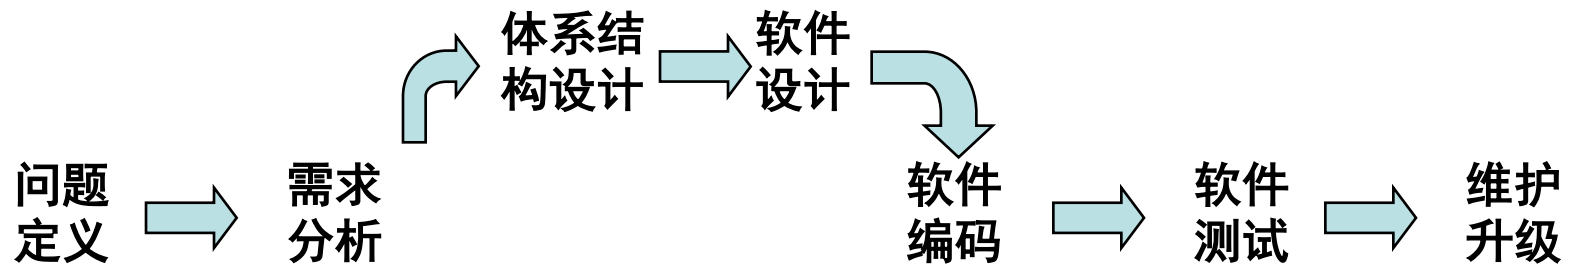 问题
定义
需求
分析
体系结
构设计
软件
设计
软件
编码
软件
测试
维护
升级